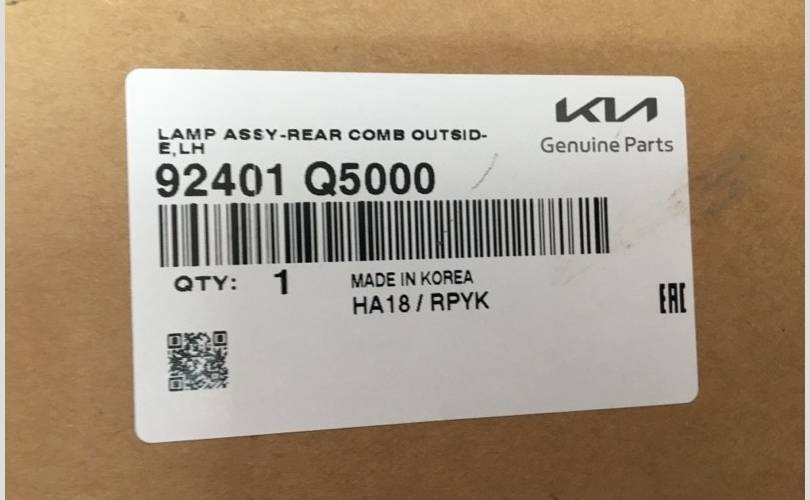 KIA
Genuine Parts
LAMP ASSY-REAR COMB OUTSID-
E,LH
92401 Q5000
QTY: 1
MADE IN KOREA
HA18 / RPYK
EAC